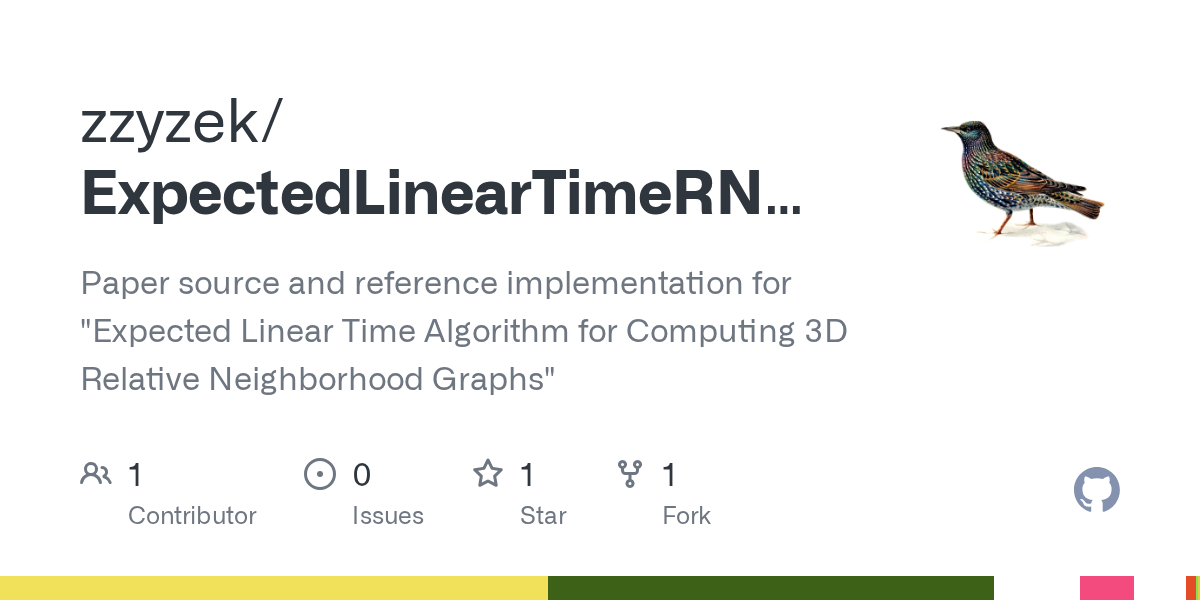 zzyzek/
ExpectedLinearTimeRN...
Paper source and reference implementation for
"Expected Linear Time Algorithm for Computing 3D
Relative Neighborhood Graphs"
1 0 1 1
Contributor Issues Star Fork